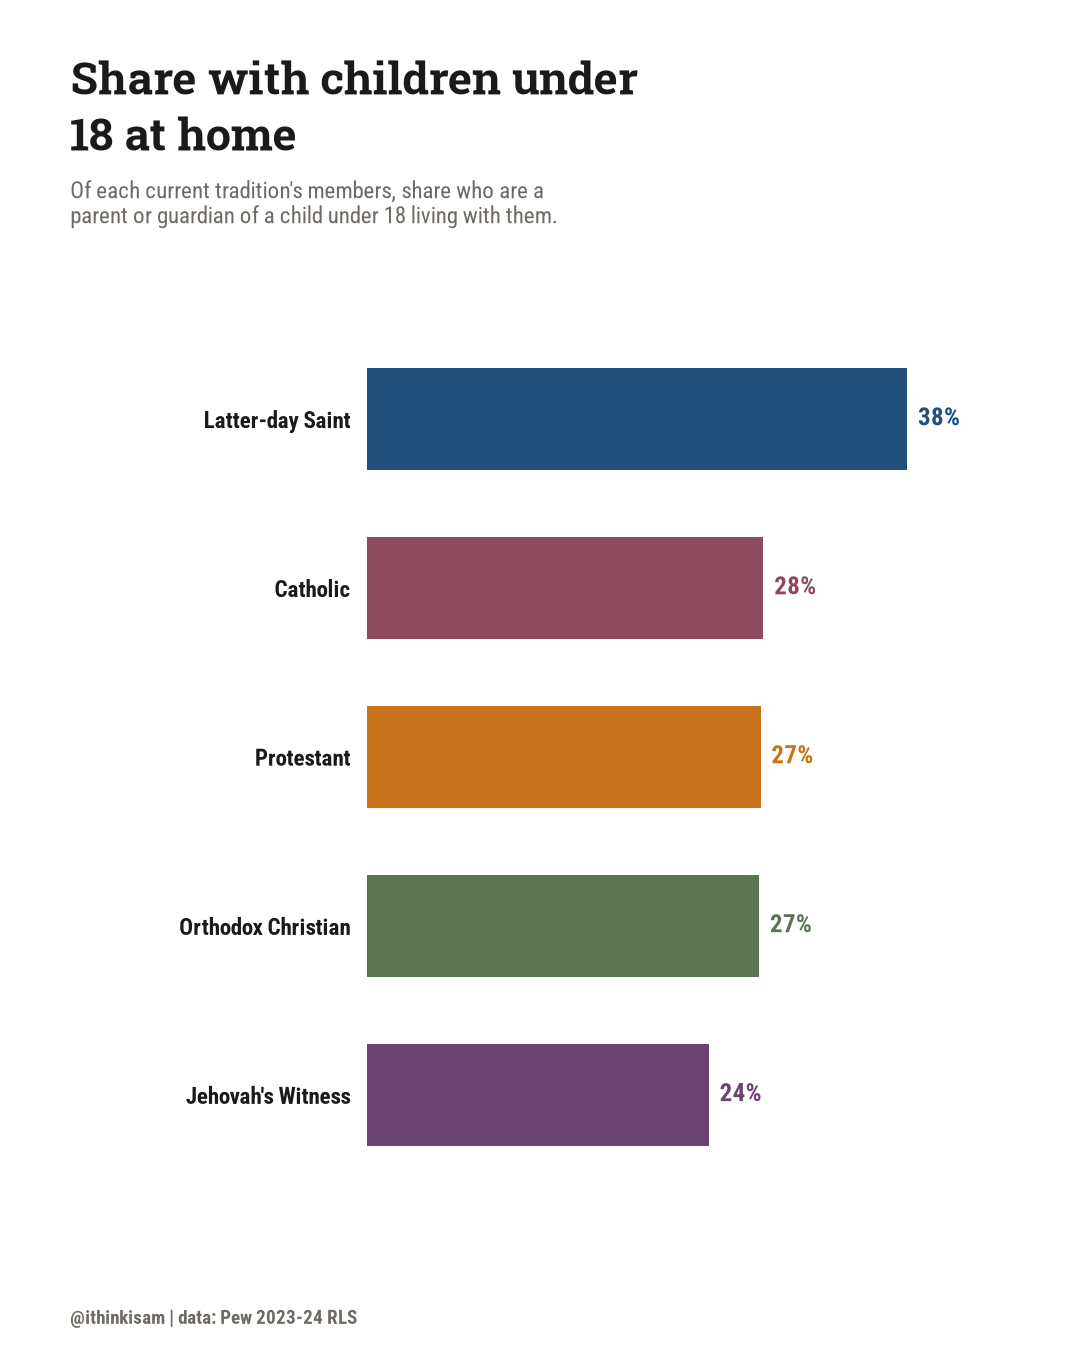 Share with children under
18 at home
Of each current tradition's members, share who are a
parent or guardian of a child under 18 living with them.
Latter-day Saint 38%
Catholic 28%
Protestant 27%
Orthodox Christian 27%
Jehovah's Witness 24%
@ithinkisam | data: Pew 2023-24 RLS